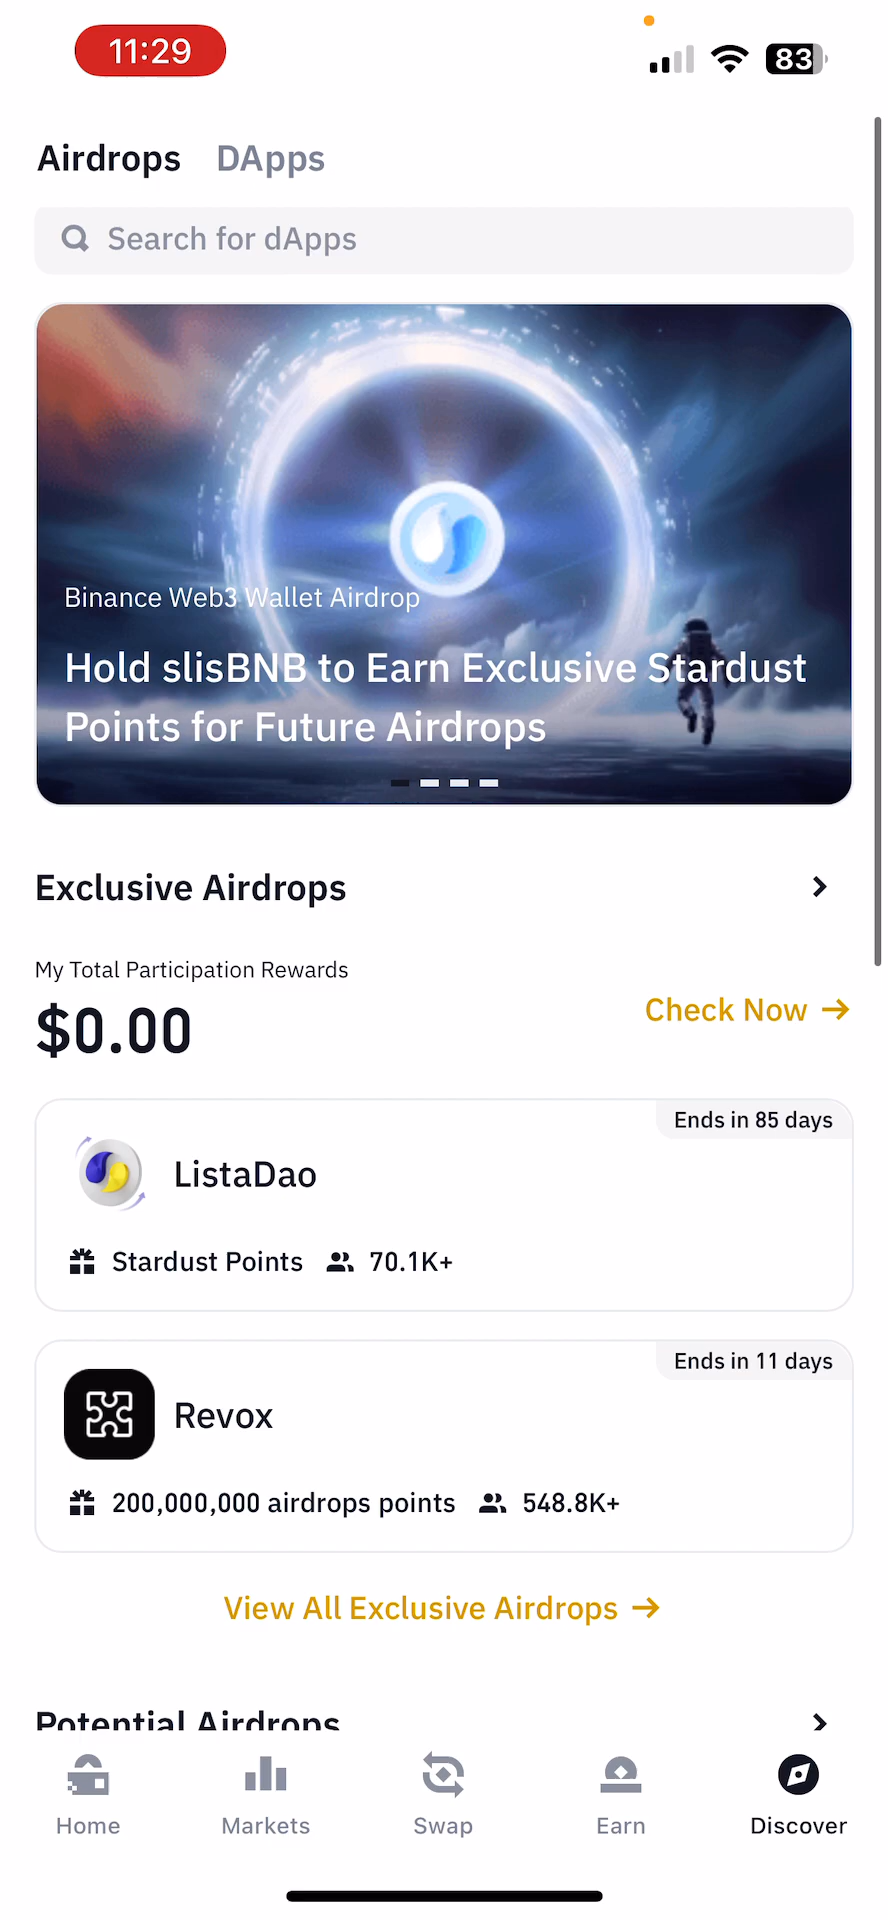 11:29
83
Airdrops DApps
Search for dApps
Binance Web3 Wallet Airdrop
Hold slisBNB to Earn Exclusive Stardust
Points for Future Airdrops
Exclusive Airdrops
My Total Participation Rewards
$0.00
Check Now
Ends in 85 days
ListaDao
Stardust Points 70.1K+
Ends in 11 days
Revox
200,000,000 airdrops points 548.8K+
View All Exclusive Airdrops
Potential Airdrops
Home Markets Swap Earn Discover